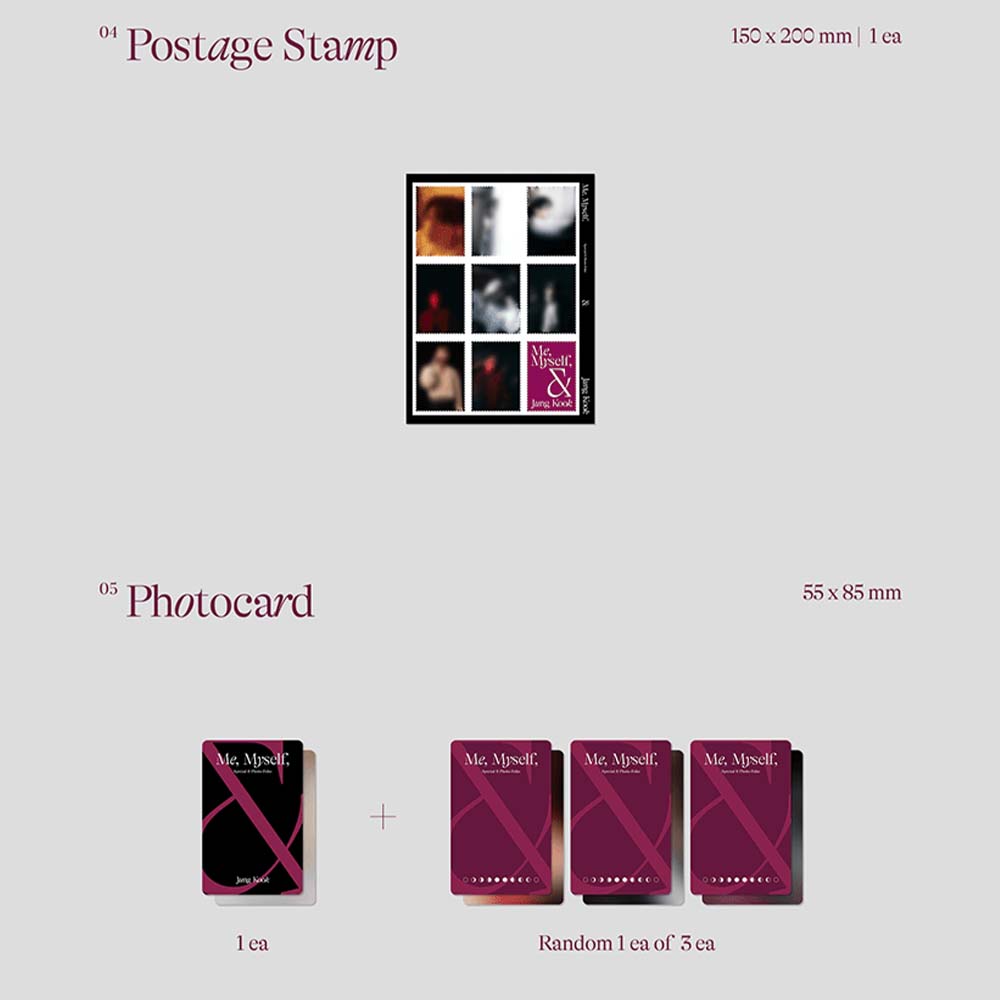 04 Postage Stamp
150 x 200 mm | 1 ea
Me, Myself,
&
Jung Kook
Me,
Myself,
&
Jung Kook
05 Photocard
55 x 85 mm
Me, Myself,
Special 8 Photo-Folio
Jung Kook
Me, Myself,
Special 8 Photo-Folio
Me, Myself,
Special 8 Photo-Folio
Me, Myself,
Special 8 Photo-Folio
1 ea
+
Random 1 ea of 3 ea